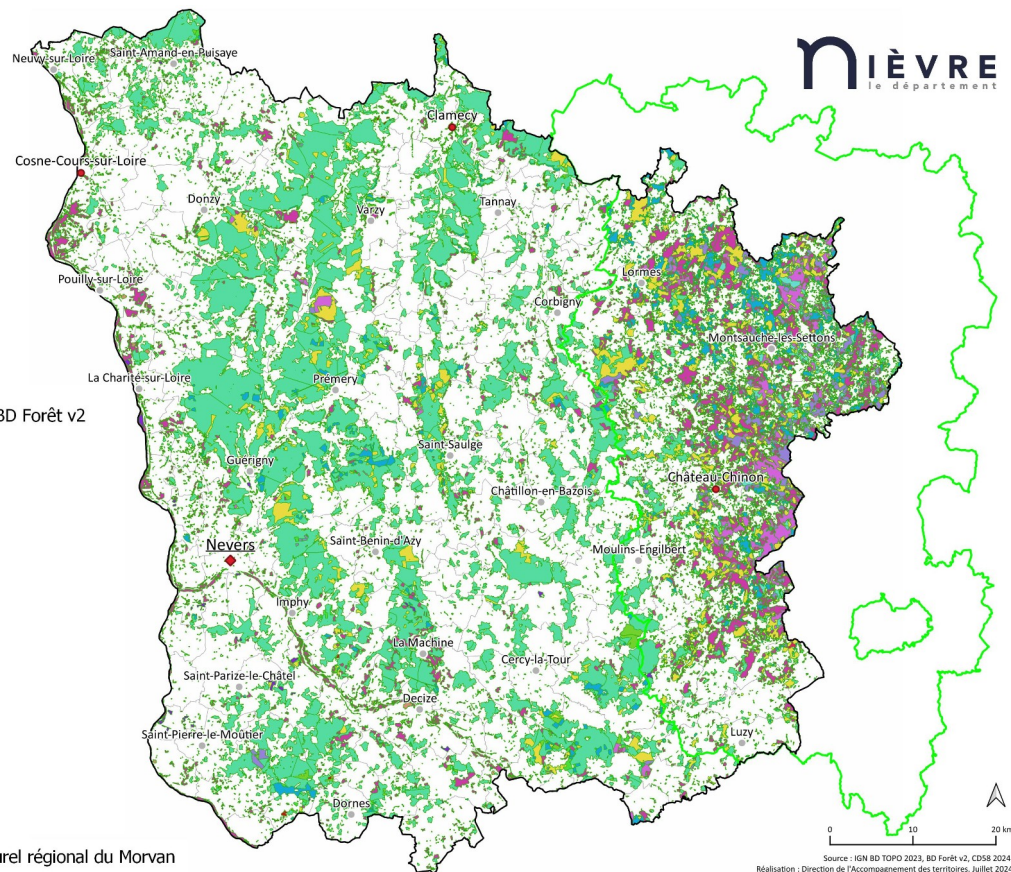 nIÈVRE
le département
Neuvy-sur-Loire
Saint-Amand-en-Puisaye
Clamecy
Cosne-Cours-sur-Loire
Donzy
Varzy
Tannay
Pouilly-sur-Loire
Lormes
Corbigny
Montsauche-les-Settons
La Charité-sur-Loire
Prémery
BD Forêt v2
Saint-Saulge
Guérigny
Château-Chinon
Châtillon-en-Bazois
Nevers
Saint-Benin-d'Azy
Moulins-Engilbert
Imphy
La Machine
Cercy-la-Tour
Saint-Parize-le-Châtel
Decize
Saint-Pierre-le-Moûtier
Luzy
Dornes
0 10 20 km
urel régional du Morvan
Source : IGN BD TOPO 2023, BD Forêt v2, CD58 2024
Réalisation : Direction de l'Accompagnement des territoires, Juillet 2024